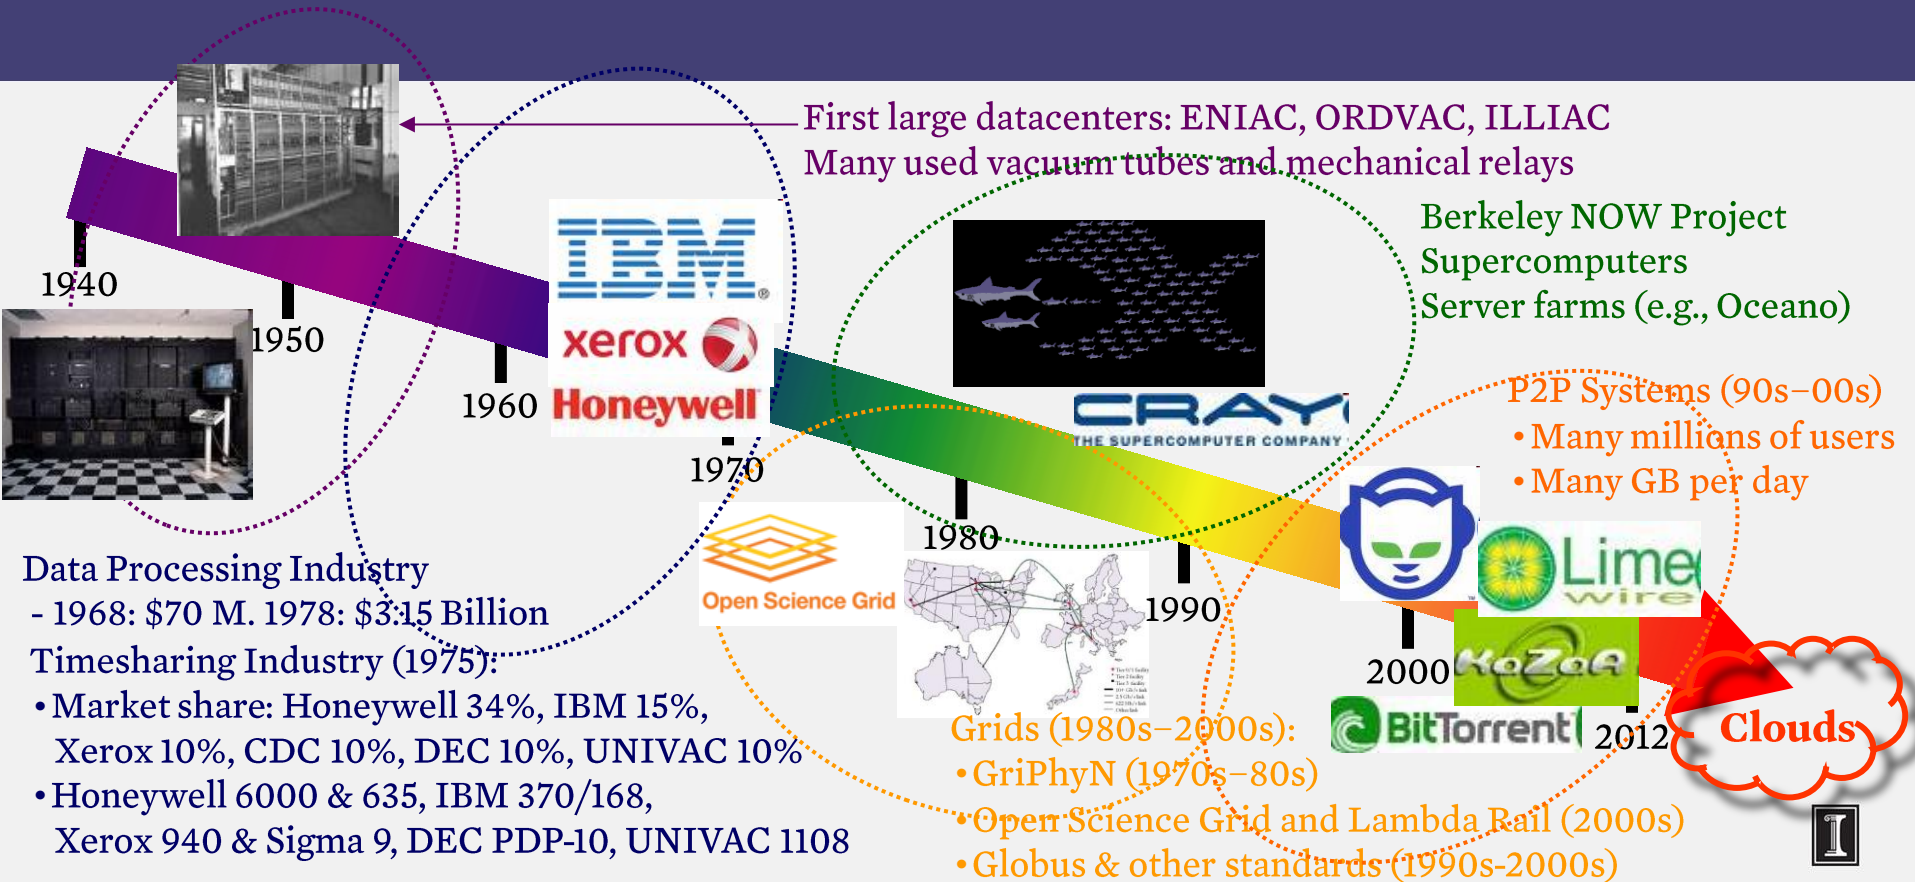 First large datacenters: ENIAC, ORDVAC, ILLIAC
Many used vacuum tubes and mechanical relays
Berkeley NOW Project
Supercomputers
Server farms (e.g., Oceano)
P2P Systems (90s–00s)
•Many millions of users
•Many GB per day
1940
1950
1960
1970
1980
1990
2000
2012
IBM®
xerox
Honeywell
CRAY
THE SUPERCOMPUTER COMPANY
Open Science Grid
Lime
wire
KaZaA
BitTorrent
Clouds
Data Processing Industry
- 1968: $70 M. 1978: $3.15 Billion
Timesharing Industry (1975):
•Market share: Honeywell 34%, IBM 15%,
Xerox 10%, CDC 10%, DEC 10%, UNIVAC 10%
•Honeywell 6000 & 635, IBM 370/168,
Xerox 940 & Sigma 9, DEC PDP-10, UNIVAC 1108
Grids (1980s–2000s):
•GriPhyN (1970s–80s)
•Open Science Grid and Lambda Rail (2000s)
•Globus & other standards (1990s-2000s)
I